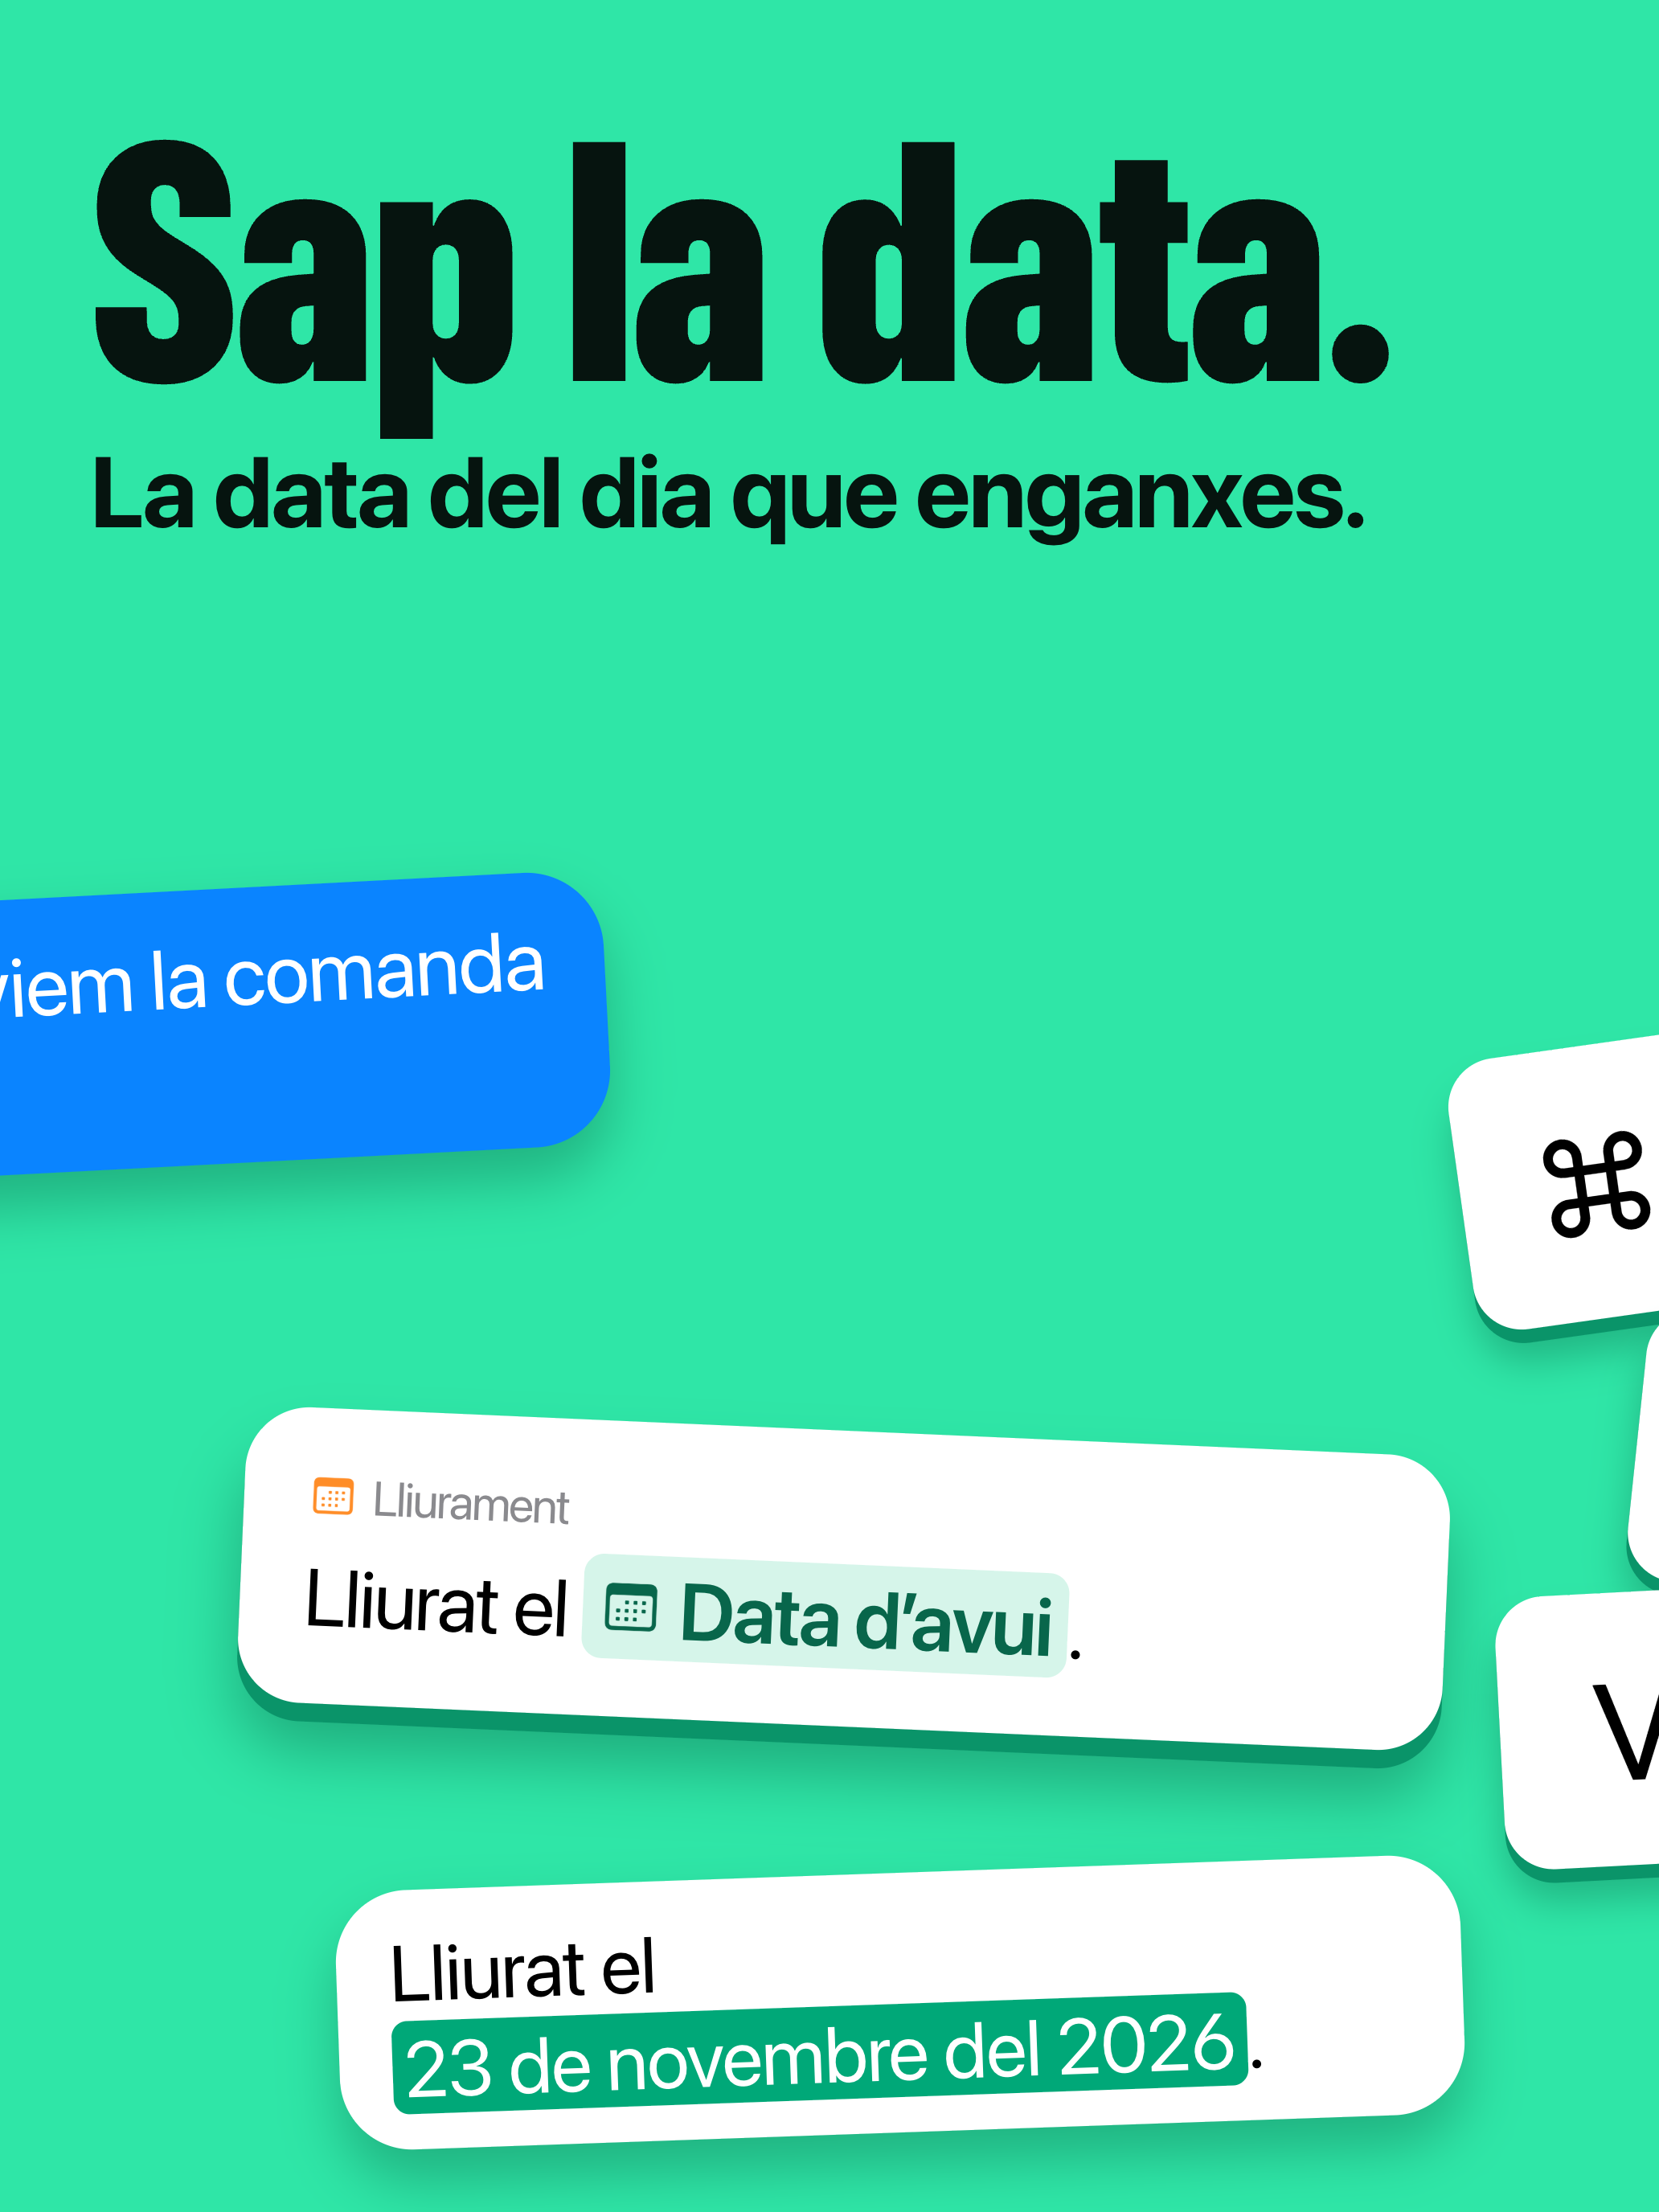 Sap la data.
La data del dia que enganxes.
la comanda
⌘
Lliurament
Lliurat el Data d’avui.
V
Lliurat el
23 de novembre del 2026.